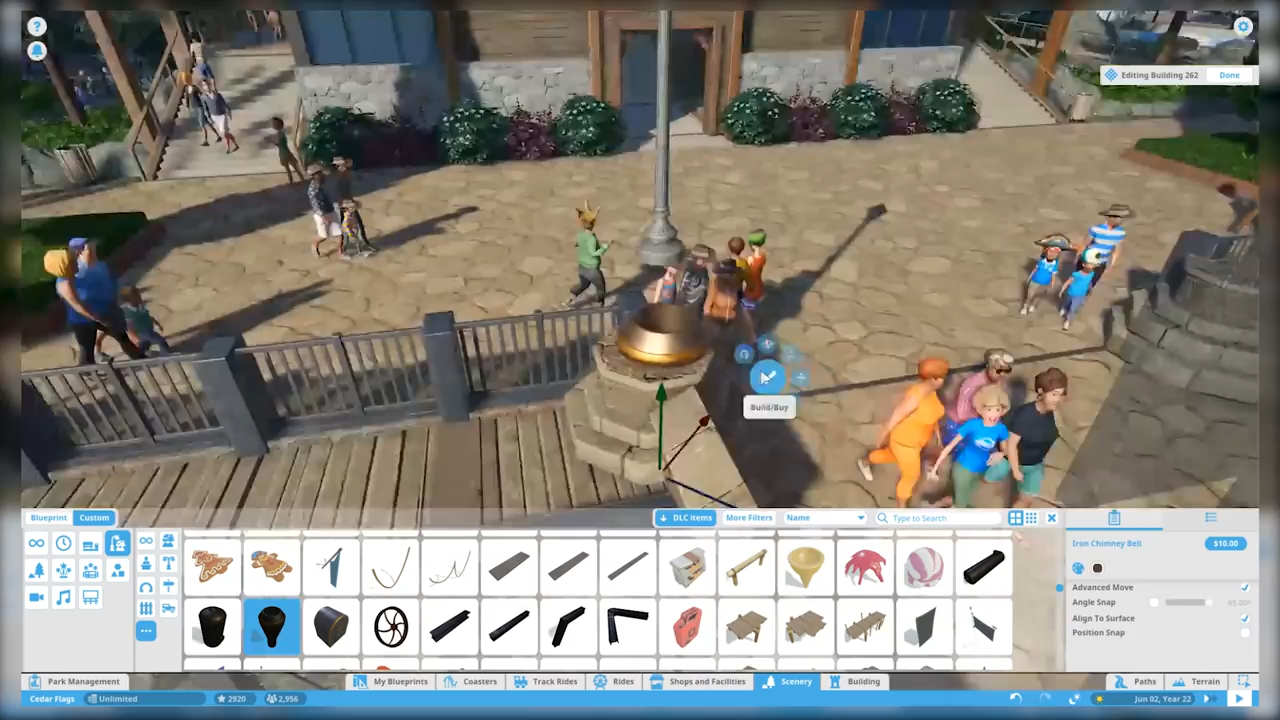 ?
Editing Building 262 Done
Build/Buy
Blueprint Custom
DLC items More Filters Name Type to Search
Iron Chimney Bell $10.00
Advanced Move
Angle Snap 45.00°
Align To Surface
Position Snap
Park Management My Blueprints Coasters Track Rides Rides Shops and Facilities Scenery Building Paths Terrain
Cedar Flags Unlimited 2920 2,956 Jun 02, Year 22